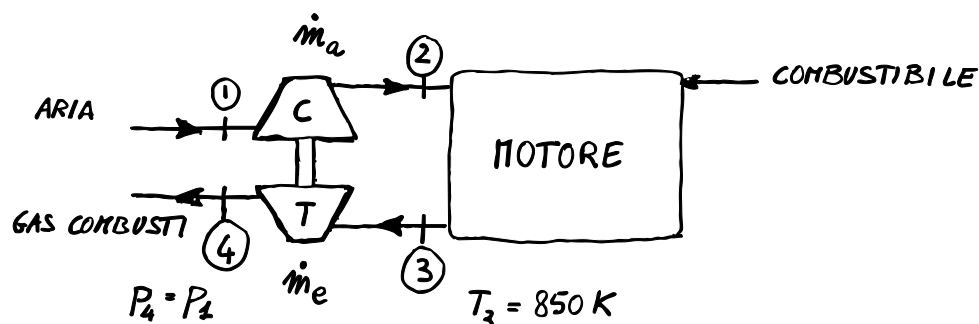 ṁₐ
②
COMBUSTIBILE
①
ARIA
C
MOTORE
T
GAS COMBUSTI
④
ṁₑ
③
P₄ = P₁
T₃ = 850 K